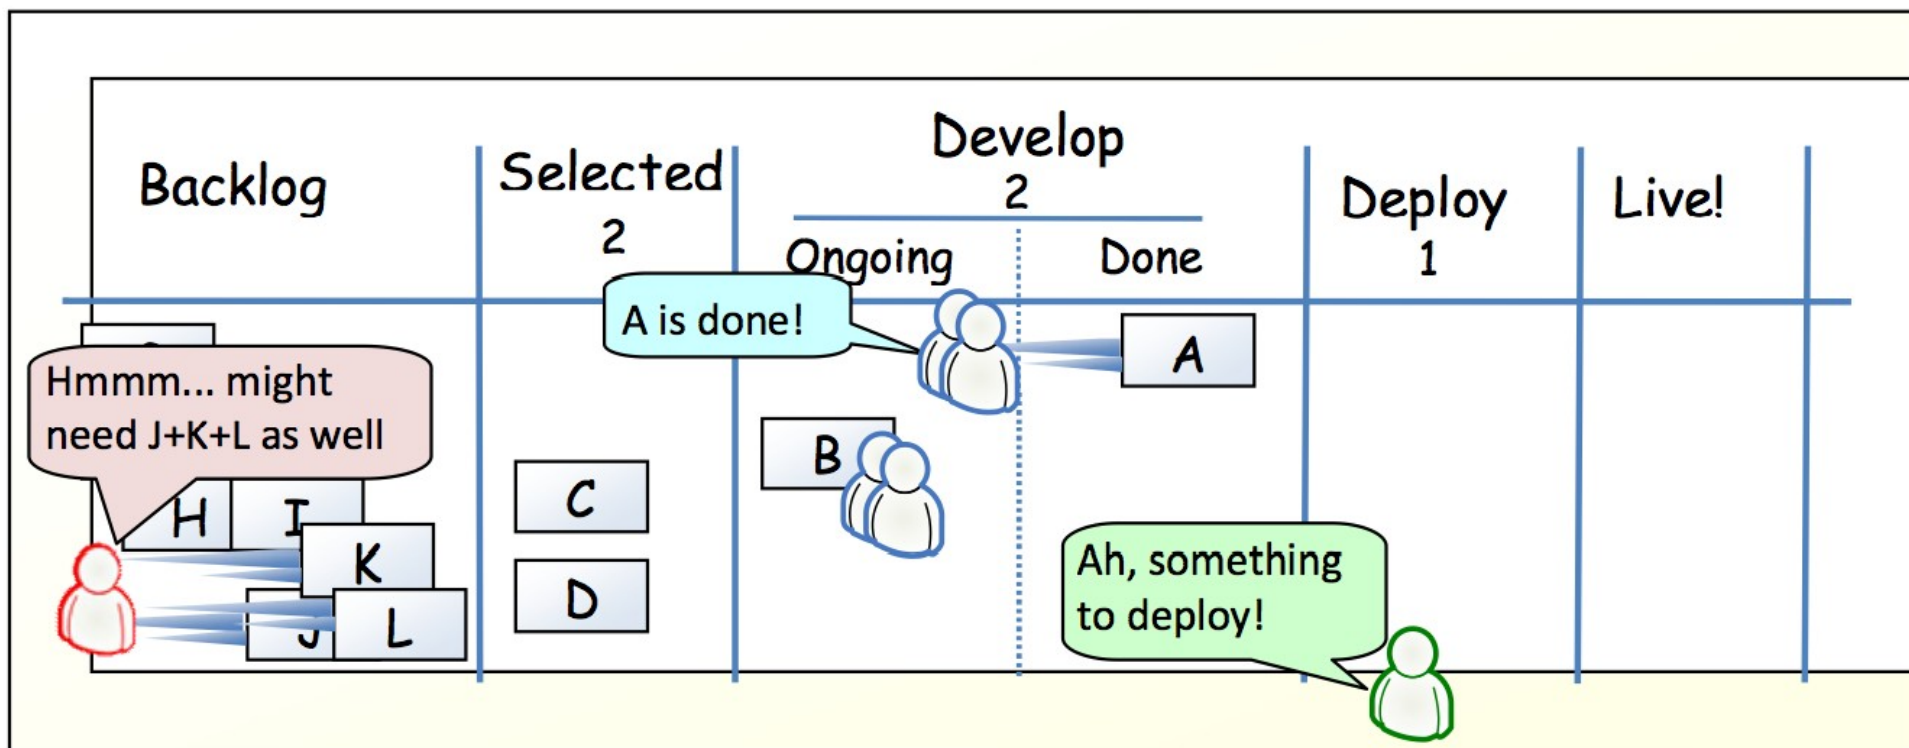 Backlog
Selected
2
Develop
2
Ongoing
Done
Deploy
1
Live!
A is done!
A
Hmmm... might
need J+K+L as well
B
C
H
I
K
D
J
L
Ah, something
to deploy!